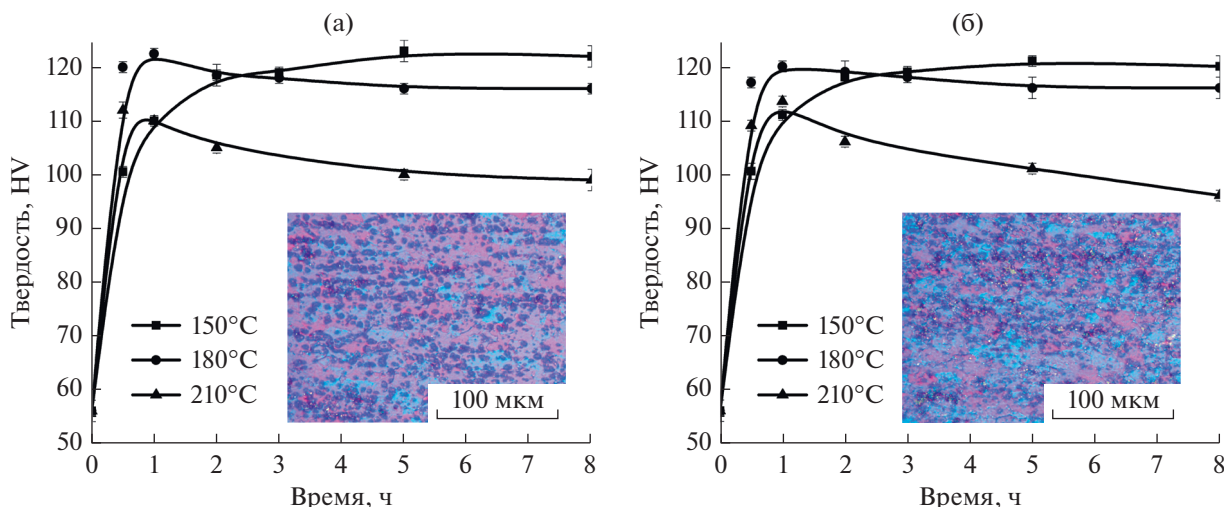 (а)
Твердость, HV
120
110
100
90
80
70
60
50
150°C
180°C
210°C
100 мкм
0 1 2 3 4 5 6 7 8
Время, ч
(б)
Твердость, HV
120
110
100
90
80
70
60
50
150°C
180°C
210°C
100 мкм
0 1 2 3 4 5 6 7 8
Время, ч